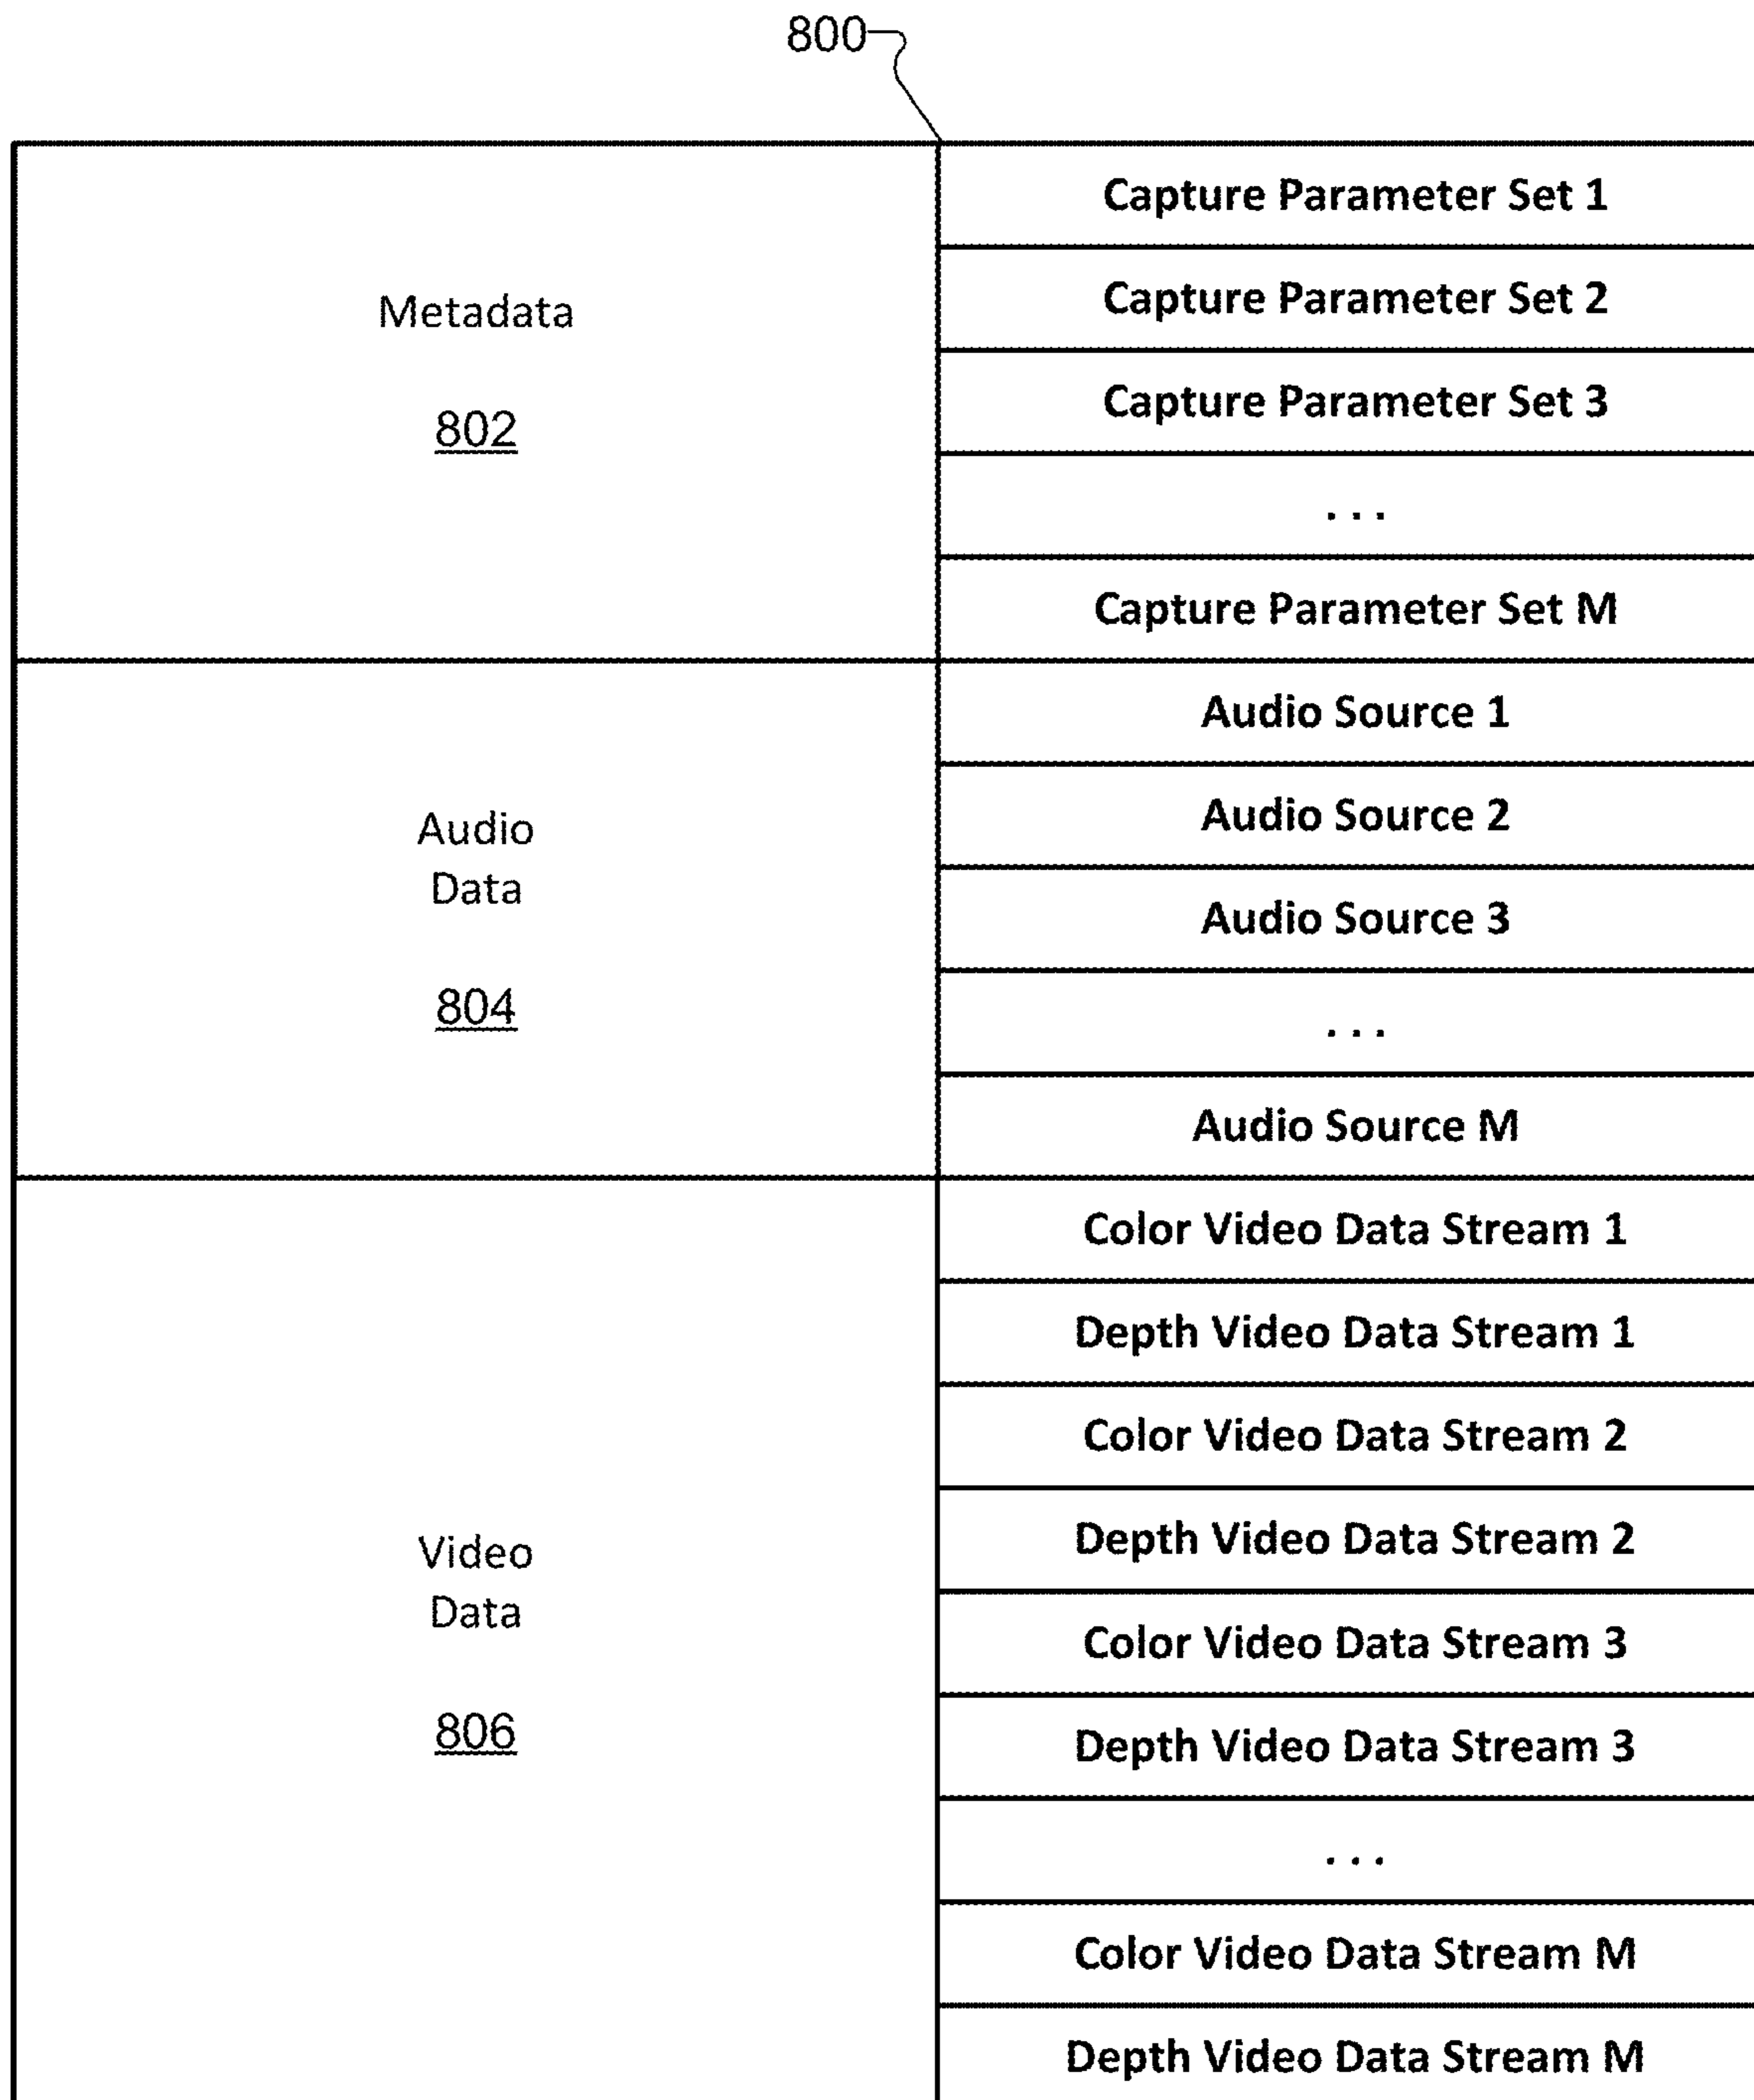 800
Metadata
802
Capture Parameter Set 1
Capture Parameter Set 2
Capture Parameter Set 3
. . .
Capture Parameter Set M
Audio
Data
804
Audio Source 1
Audio Source 2
Audio Source 3
. . .
Audio Source M
Video
Data
806
Color Video Data Stream 1
Depth Video Data Stream 1
Color Video Data Stream 2
Depth Video Data Stream 2
Color Video Data Stream 3
Depth Video Data Stream 3
. . .
Color Video Data Stream M
Depth Video Data Stream M